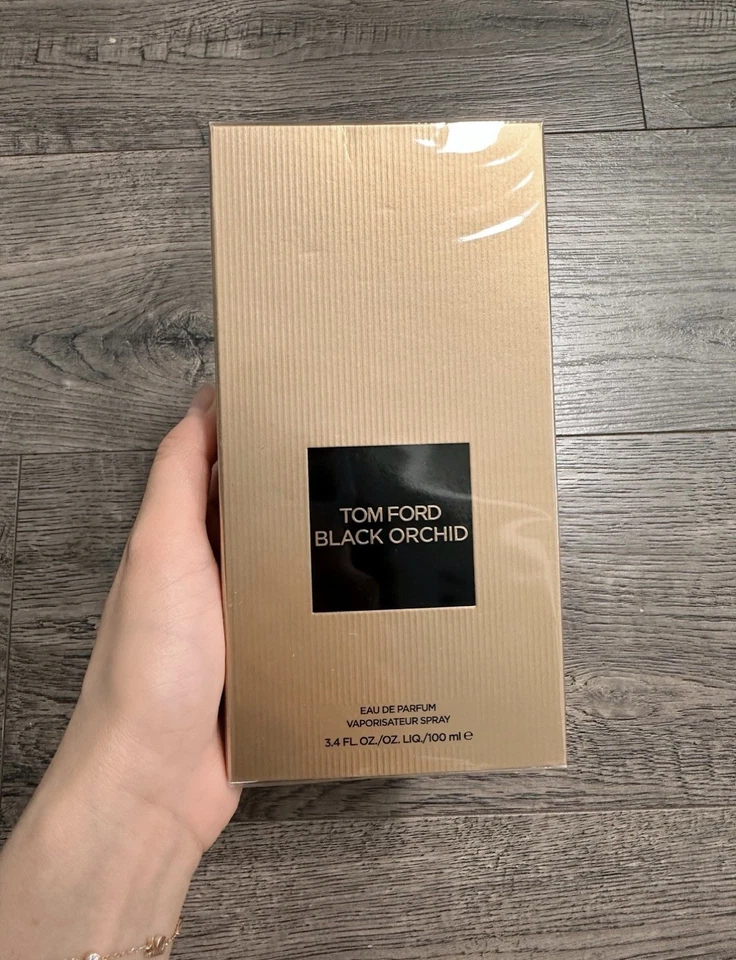 TOM FORD
BLACK ORCHID
EAU DE PARFUM
VAPORISATEUR SPRAY
3.4 FL. OZ./OZ. LIQ./100 ml ℮